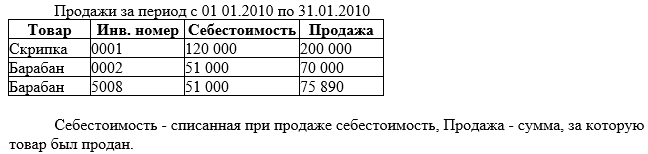 Продажи за период с 01 01.2010 по 31.01.2010
Товар Инв. номер Себестоимость Продажа
Скрипка 0001 120 000 200 000
Барабан 0002 51 000 70 000
Барабан 5008 51 000 75 890
Себестоимость - списанная при продаже себестоимость, Продажа - сумма, за которую
товар был продан.